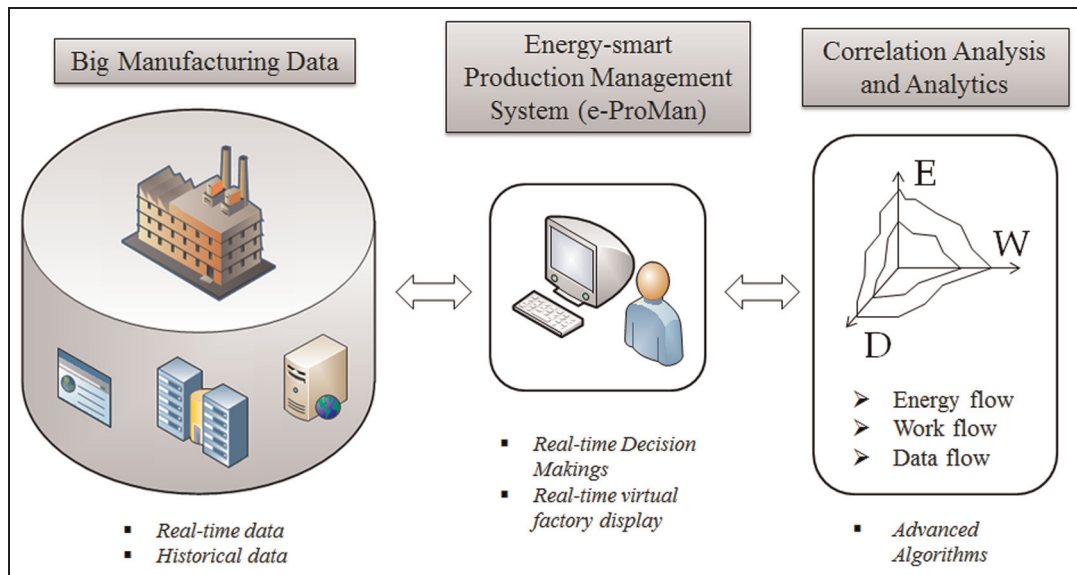 Big Manufacturing Data
Energy-smart
Production Management
System (e-ProMan)
Correlation Analysis
and Analytics
E
W
D
Energy flow
Work flow
Data flow
Real-time data
Historical data
Real-time Decision
Makings
Real-time virtual
factory display
Advanced
Algorithms